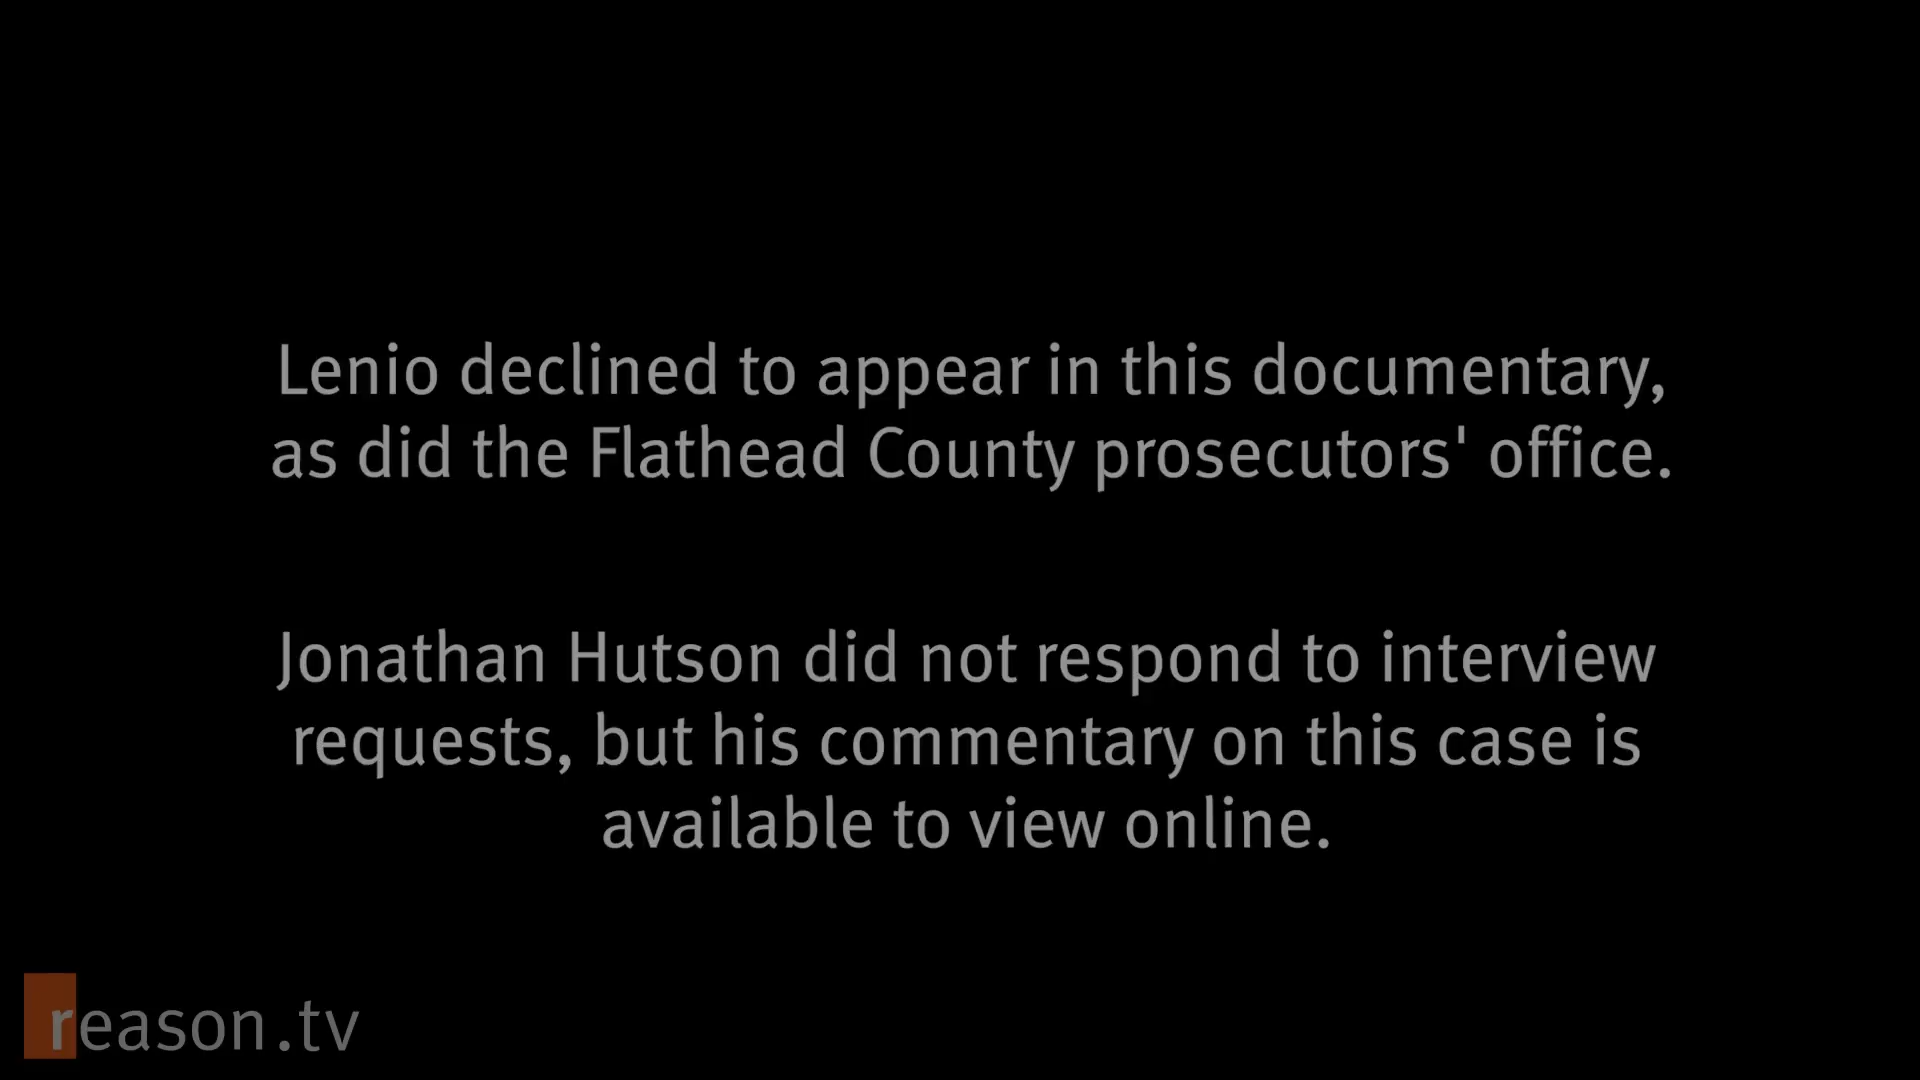 Lenio declined to appear in this documentary,
as did the Flathead County prosecutors' office.
Jonathan Hutson did not respond to interview
requests, but his commentary on this case is
available to view online.
reason.tv